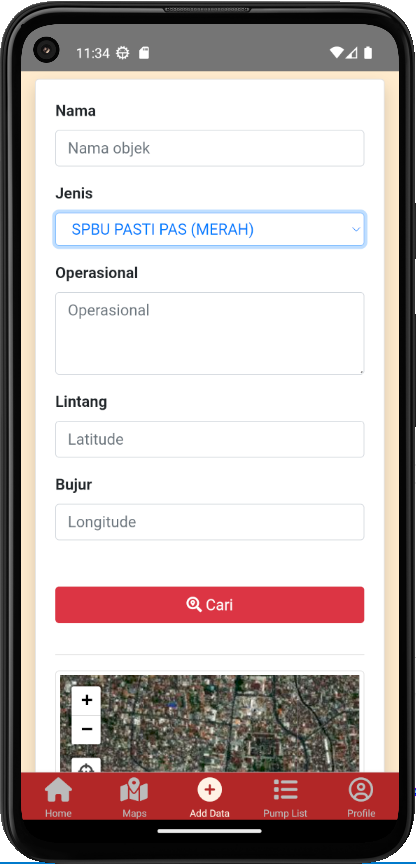 11:34
Nama
Nama objek
Jenis
SPBU PASTI PAS (MERAH)
Operasional
Operasional
Lintang
Latitude
Bujur
Longitude
Cari
+
−
Home Maps Add Data Pump List Profile